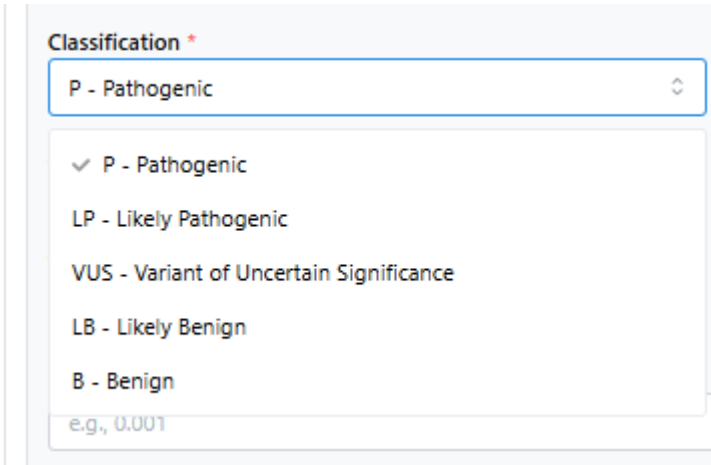 Classification *
P - Pathogenic
P - Pathogenic
LP - Likely Pathogenic
VUS - Variant of Uncertain Significance
LB - Likely Benign
B - Benign
e.g., 0.001